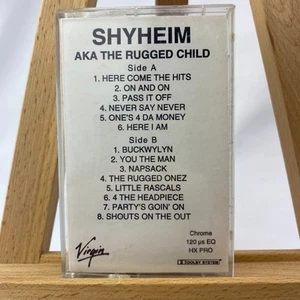 SHYHEIM
AKA THE RUGGED CHILD
Side A
1. HERE COME THE HITS
2. ON AND ON
3. PASS IT OFF
4. NEVER SAY NEVER
5. ONE'S 4 DA MONEY
6. HERE I AM
Side B
1. BUCKWYLYN
2. YOU THE MAN
3. NAPSACK
4. THE RUGGED ONEZ
5. LITTLE RASCALS
6. 4 THE HEADPIECE
7. PARTY'S GOIN' ON
8. SHOUTS ON THE OUT
Chrome
120 µs EQ
HX PRO
Virgin
DOLBY SYSTEM